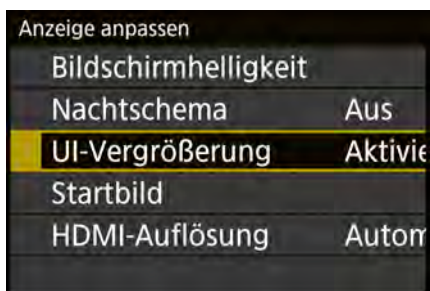 Anzeige anpassen
Bildschirmhelligkeit
Nachtschema Aus
UI-Vergrößerung Aktivie
Startbild
HDMI-Auflösung Autom